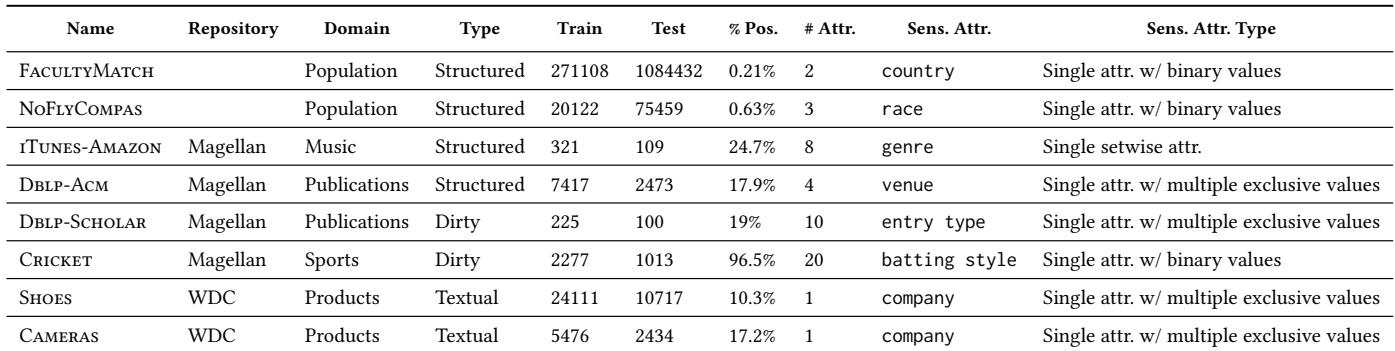 Name Repository Domain Type Train Test % Pos. # Attr. Sens. Attr. Sens. Attr. Type
FacultyMatch Population Structured 271108 1084432 0.21% 2 country Single attr. w/ binary values
NoFlyCompas Population Structured 20122 75459 0.63% 3 race Single attr. w/ binary values
iTunes-Amazon Magellan Music Structured 321 109 24.7% 8 genre Single setwise attr.
Dblp-Acm Magellan Publications Structured 7417 2473 17.9% 4 venue Single attr. w/ multiple exclusive values
Dblp-Scholar Magellan Publications Dirty 225 100 19% 10 entry type Single attr. w/ multiple exclusive values
Cricket Magellan Sports Dirty 2277 1013 96.5% 20 batting style Single attr. w/ binary values
Shoes WDC Products Textual 24111 10717 10.3% 1 company Single attr. w/ multiple exclusive values
Cameras WDC Products Textual 5476 2434 17.2% 1 company Single attr. w/ multiple exclusive values